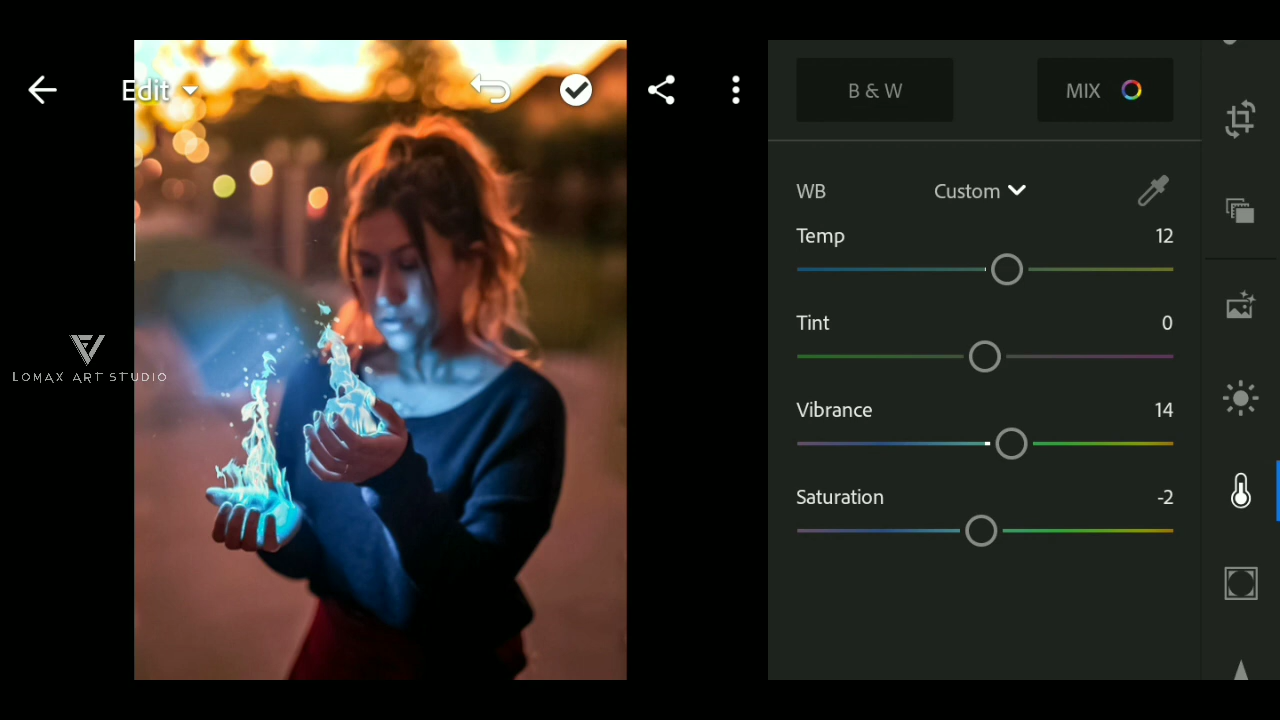 Edit
B & W
MIX
WB
Custom
Temp
12
Tint
0
Vibrance
14
Saturation
-2
LOMAX ART STUDIO